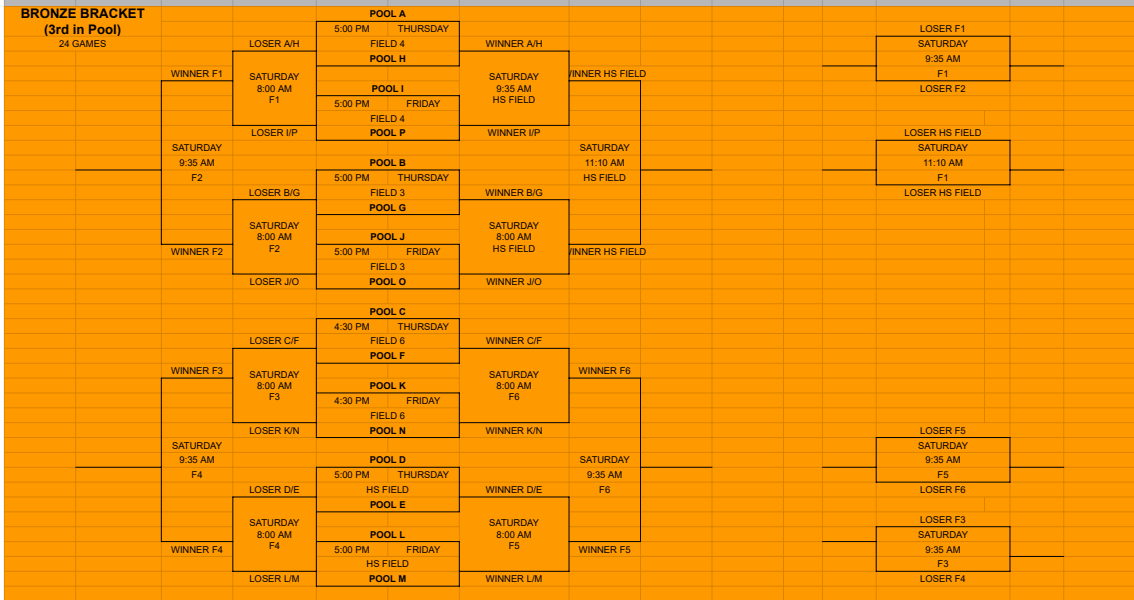 BRONZE BRACKET POOL A
(3rd in Pool) 5:00 PM THURSDAY LOSER F1
24 GAMES LOSER A/H FIELD 4 WINNER A/H SATURDAY
POOL H 9:35 AM
WINNER F1 SATURDAY SATURDAY /INNER HS FIELD F1
8:00 AM POOL I 9:35 AM LOSER F2
F1 5:00 PM FRIDAY HS FIELD
FIELD 4
LOSER I/P POOL P WINNER I/P LOSER HS FIELD
SATURDAY SATURDAY SATURDAY
9:35 AM POOL B 11:10 AM 11:10 AM
F2 5:00 PM THURSDAY HS FIELD F1
LOSER B/G FIELD 3 WINNER B/G LOSER HS FIELD
POOL G
SATURDAY SATURDAY
8:00 AM POOL J 8:00 AM
WINNER F2 F2 5:00 PM FRIDAY HS FIELD /INNER HS FIELD
FIELD 3
LOSER J/O POOL O WINNER J/O
POOL C
4:30 PM THURSDAY
LOSER C/F FIELD 6 WINNER C/F
POOL F
WINNER F3 SATURDAY SATURDAY WINNER F6
8:00 AM POOL K 8:00 AM
F3 4:30 PM FRIDAY F6
FIELD 6
LOSER K/N POOL N WINNER K/N LOSER F5
SATURDAY SATURDAY
9:35 AM POOL D SATURDAY 9:35 AM
F4 5:00 PM THURSDAY 9:35 AM F5
LOSER D/E HS FIELD WINNER D/E F6 LOSER F6
POOL E
SATURDAY SATURDAY LOSER F3
8:00 AM POOL L 8:00 AM SATURDAY
WINNER F4 F4 5:00 PM FRIDAY F5 WINNER F5 9:35 AM
HS FIELD F3
LOSER L/M POOL M WINNER L/M LOSER F4